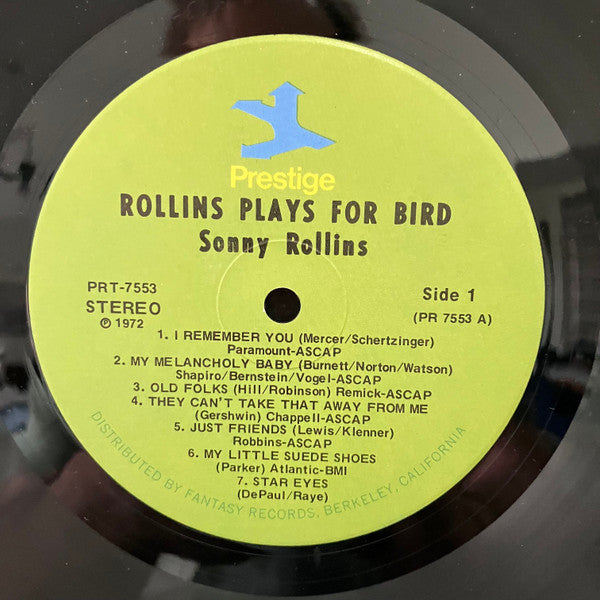 Prestige
ROLLINS PLAYS FOR BIRD
Sonny Rollins
PRT-7553
STEREO
℗ 1972
Side 1
(PR 7553 A)
1. I REMEMBER YOU (Mercer/Schertzinger)
Paramount-ASCAP
2. MY MELANCHOLY BABY (Burnett/Norton/Watson)
Shapiro/Bernstein/Vogel-ASCAP
3. OLD FOLKS (Hill/Robinson) Remick-ASCAP
4. THEY CAN'T TAKE THAT AWAY FROM ME
(Gershwin) Chappell-ASCAP
5. JUST FRIENDS (Lewis/Klenner)
Robbins-ASCAP
6. MY LITTLE SUEDE SHOES
(Parker) Atlantic-BMI
7. STAR EYES
(DePaul/Raye)
DISTRIBUTED BY FANTASY RECORDS, BERKELEY, CALIFORNIA